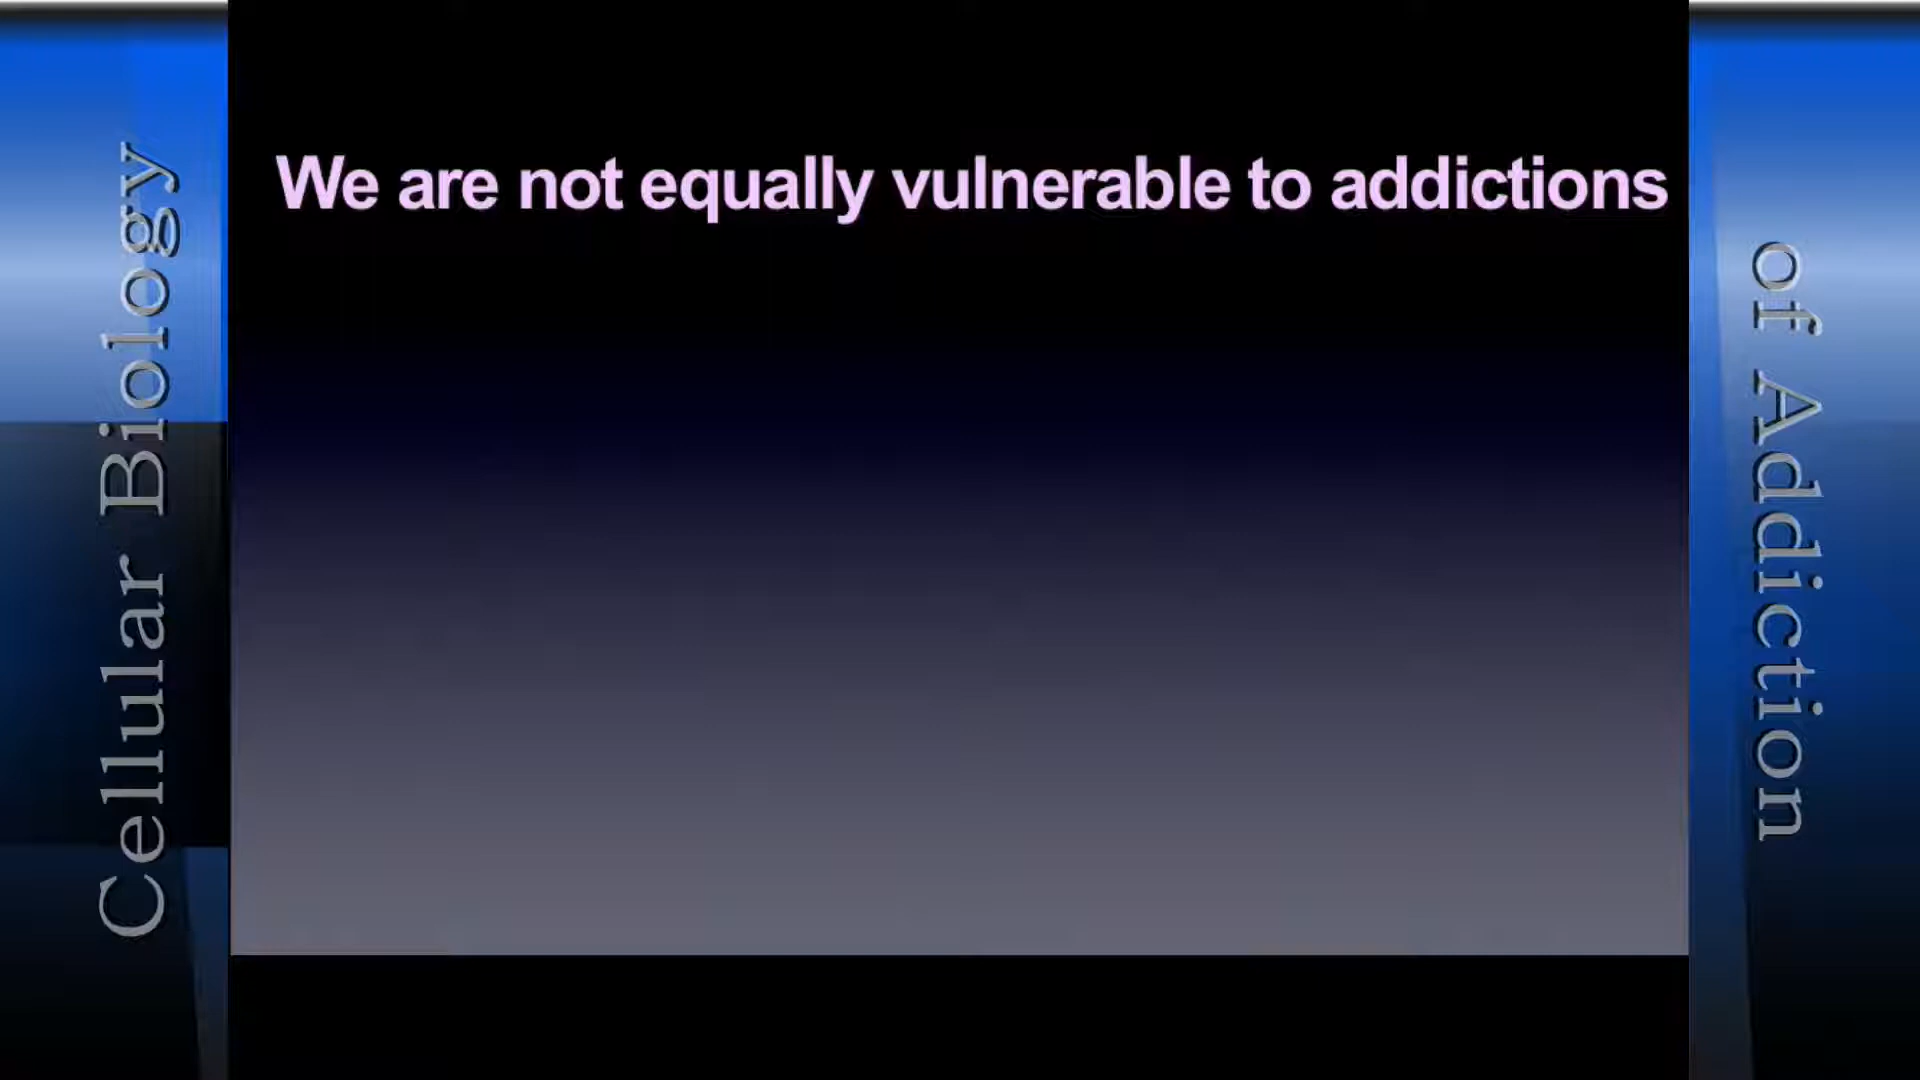 Cellular Biology
We are not equally vulnerable to addictions
of Addiction